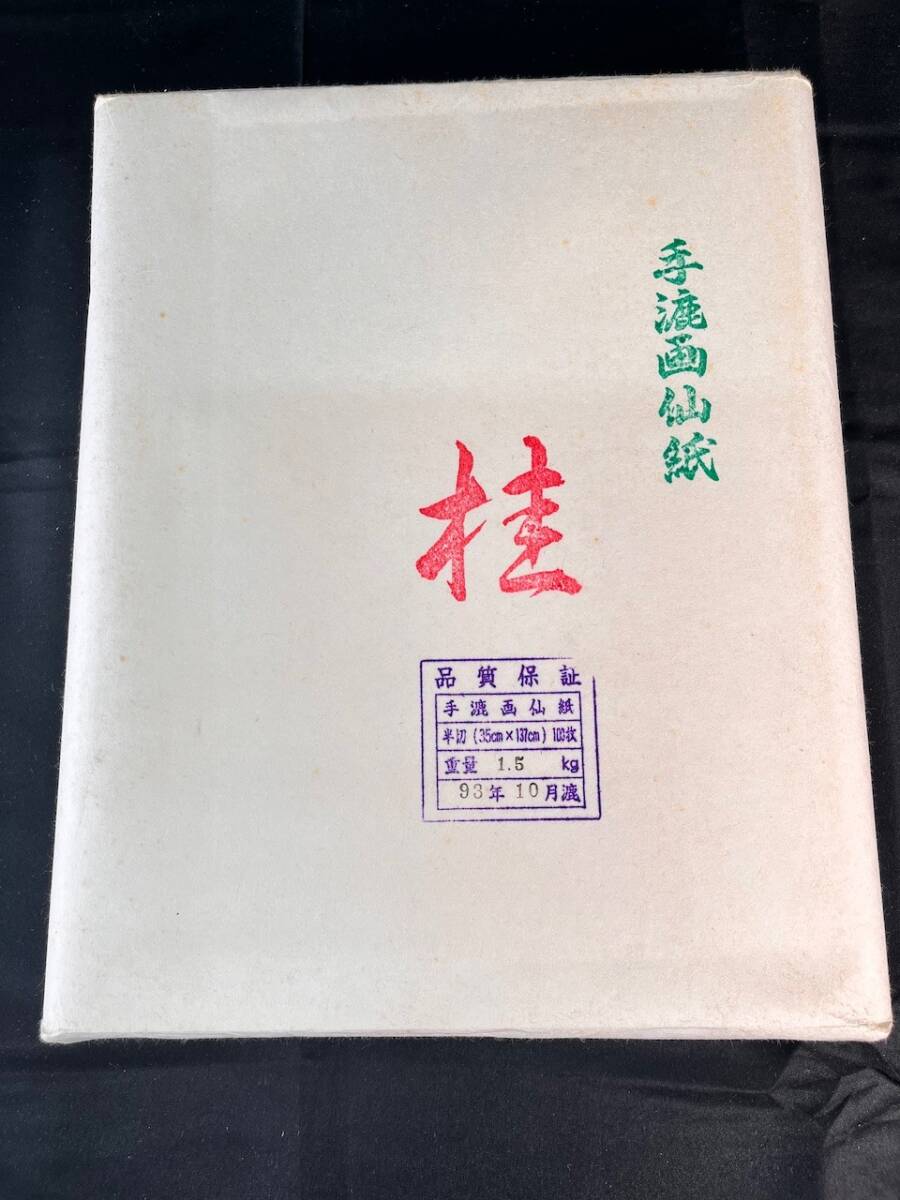 手漉画仙紙
桂
品質保証
手漉画仙紙
半切(35cm×137cm)100枚
重量 1.5 kg
93年10月漉